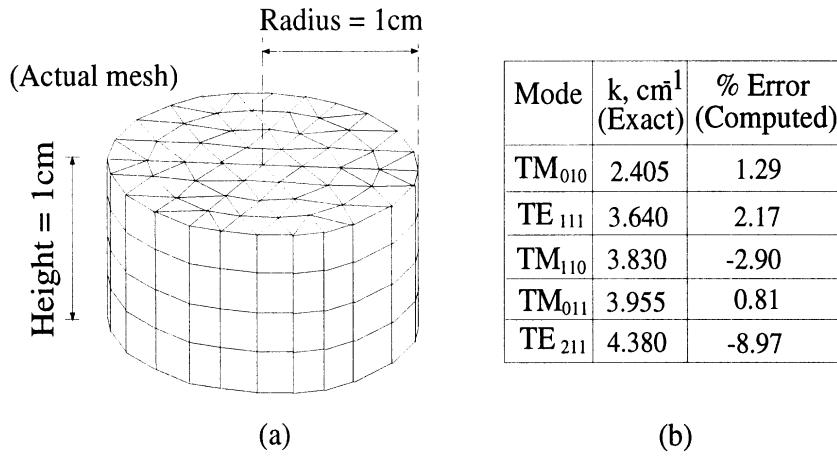 Radius = 1cm
(Actual mesh)
Height = 1cm
(a)
Mode k, cm⁻¹ (Exact) % Error (Computed)
TM₀₁₀ 2.405 1.29
TE₁₁₁ 3.640 2.17
TM₁₁₀ 3.830 -2.90
TM₀₁₁ 3.955 0.81
TE₂₁₁ 4.380 -8.97
(b)